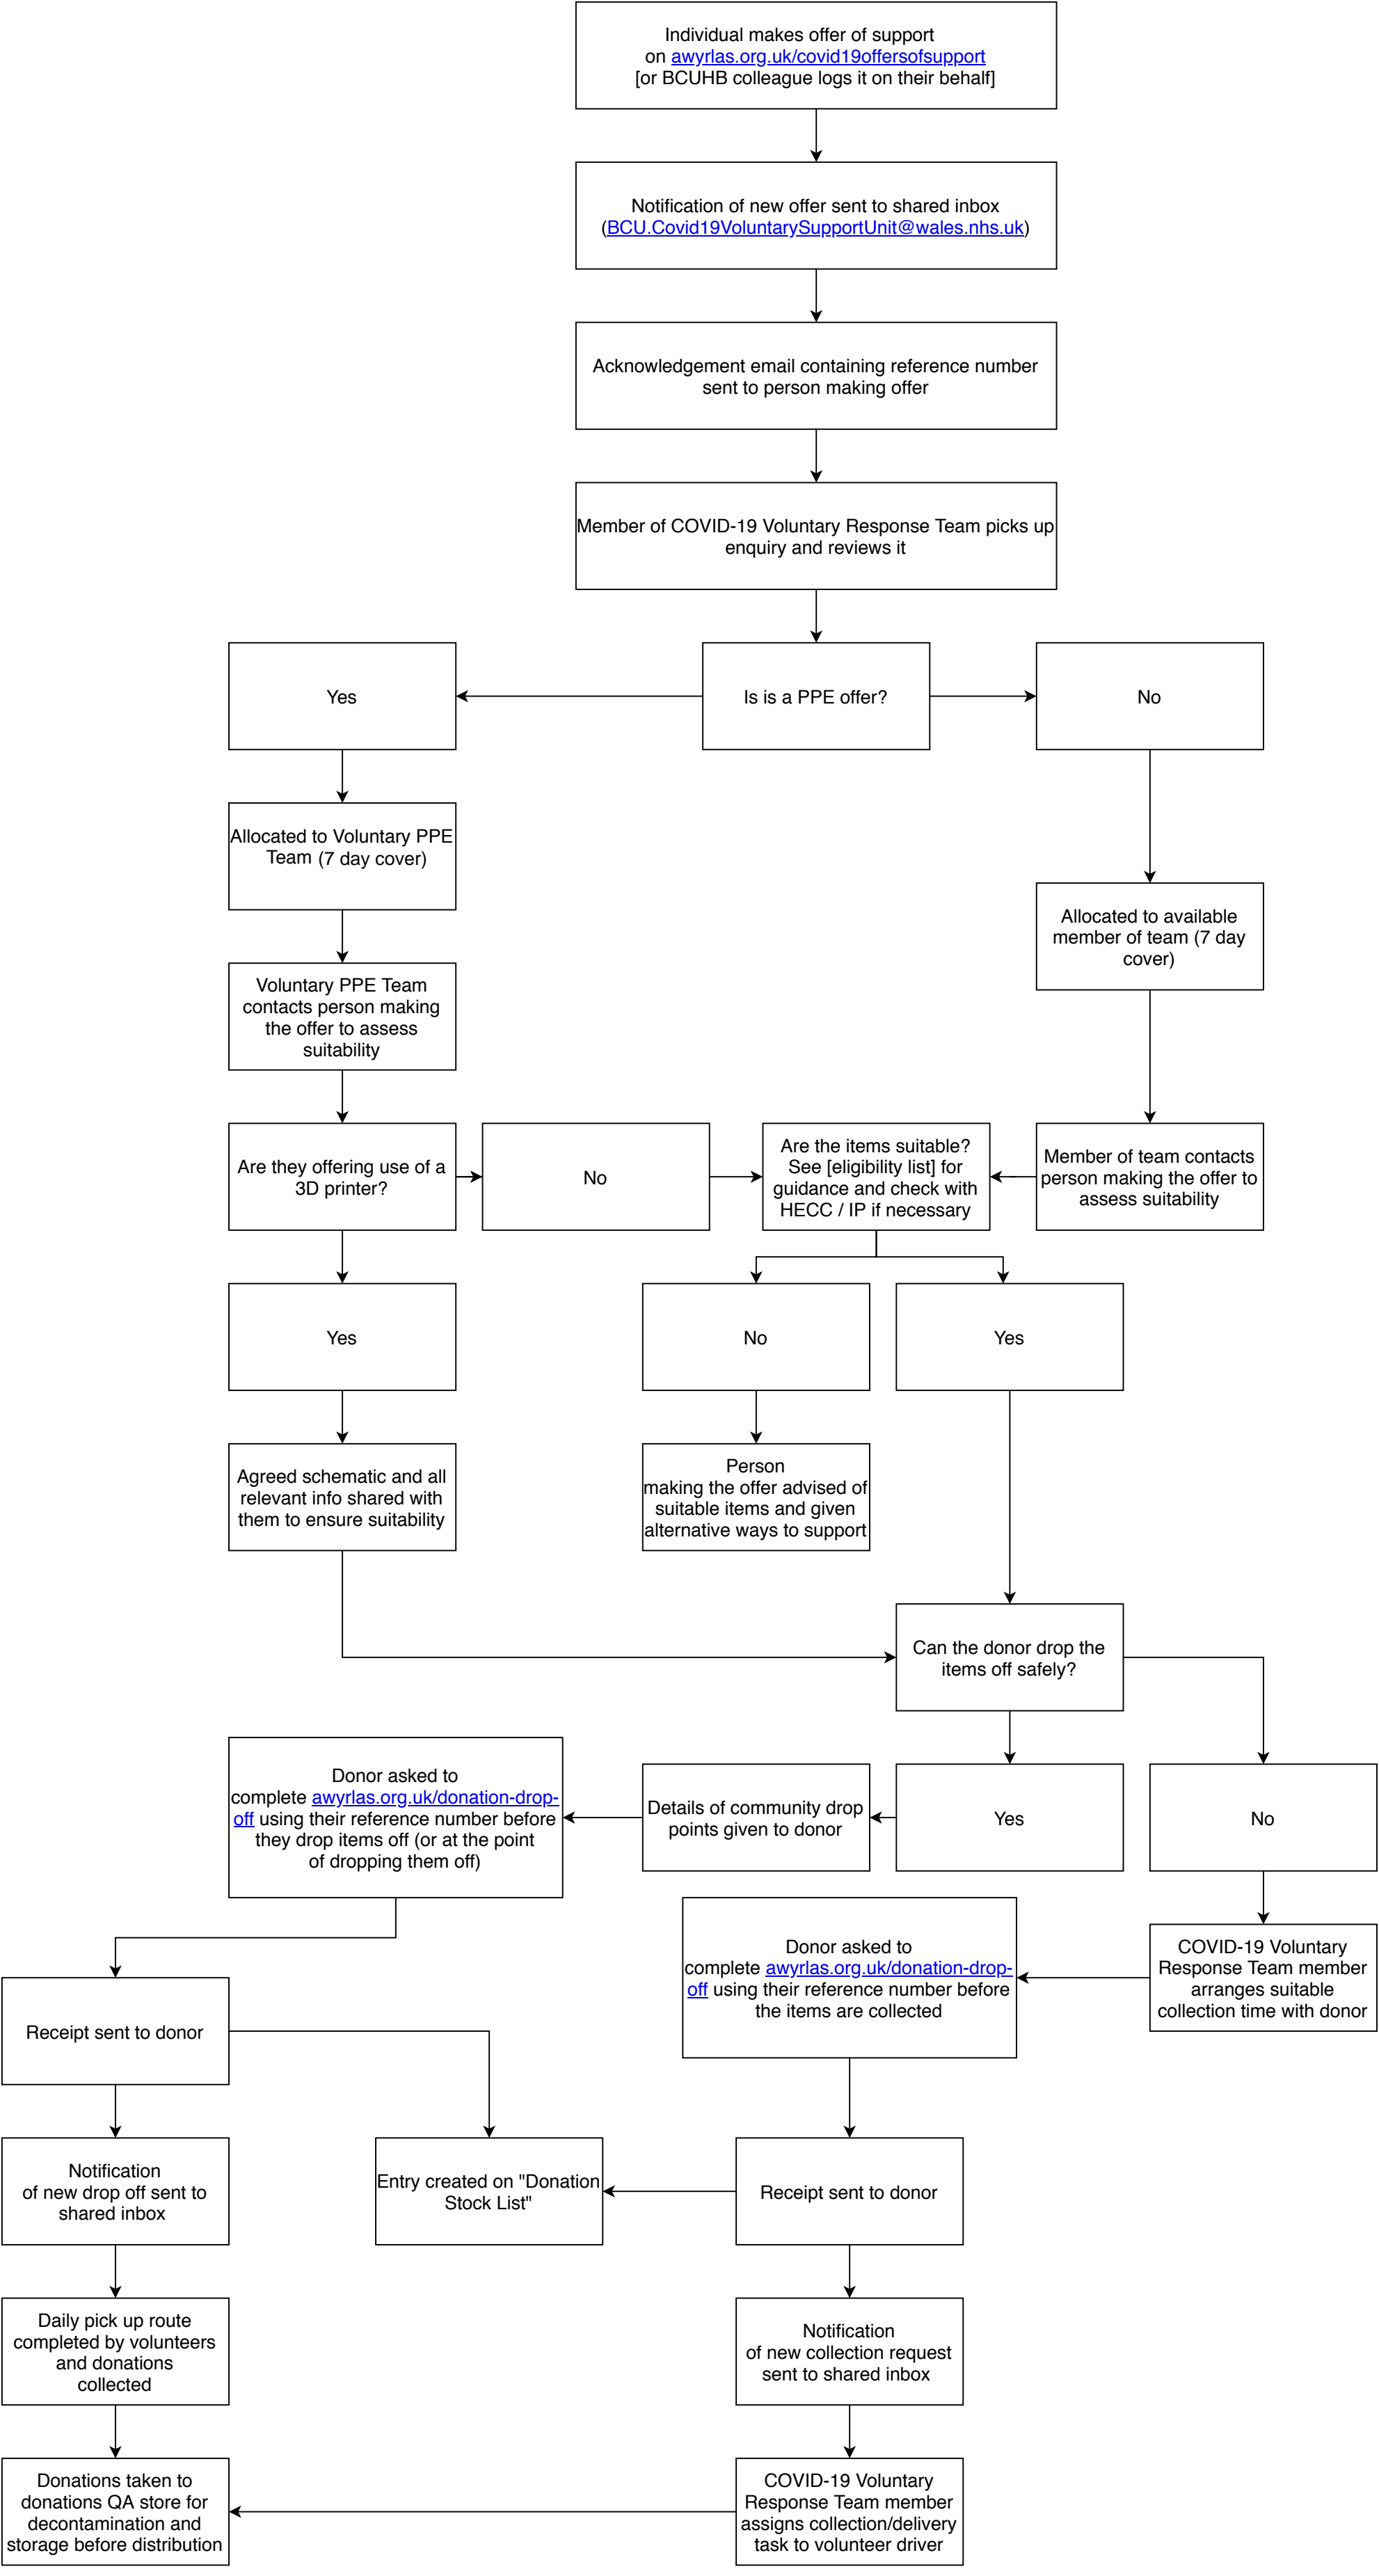 Individual makes offer of support
on awyrlas.org.uk/covid19offersofsupport
[or BCUHB colleague logs it on their behalf]
Notification of new offer sent to shared inbox
(BCU.Covid19VoluntarySupportUnit@wales.nhs.uk)
Acknowledgement email containing reference number
sent to person making offer
Member of COVID-19 Voluntary Response Team picks up
enquiry and reviews it
Yes
Is is a PPE offer?
No
Allocated to Voluntary PPE
Team (7 day cover)
Allocated to available
member of team (7 day
cover)
Voluntary PPE Team
contacts person making
the offer to assess
suitability
Are they offering use of a
3D printer?
No
Are the items suitable?
See [eligibility list] for
guidance and check with
HECC / IP if necessary
Member of team contacts
person making the offer to
assess suitability
Yes
No
Yes
Agreed schematic and all
relevant info shared with
them to ensure suitability
Person
making the offer advised of
suitable items and given
alternative ways to support
Can the donor drop the
items off safely?
Donor asked to
complete awyrlas.org.uk/donation-drop-
off using their reference number before
they drop items off (or at the point
of dropping them off)
Details of community drop
points given to donor
Yes
No
Donor asked to
complete awyrlas.org.uk/donation-drop-
off using their reference number before
the items are collected
COVID-19 Voluntary
Response Team member
arranges suitable
collection time with donor
Receipt sent to donor
Notification
of new drop off sent to
shared inbox
Entry created on "Donation
Stock List"
Receipt sent to donor
Daily pick up route
completed by volunteers
and donations
collected
Notification
of new collection request
sent to shared inbox
Donations taken to
donations QA store for
decontamination and
storage before distribution
COVID-19 Voluntary
Response Team member
assigns collection/delivery
task to volunteer driver